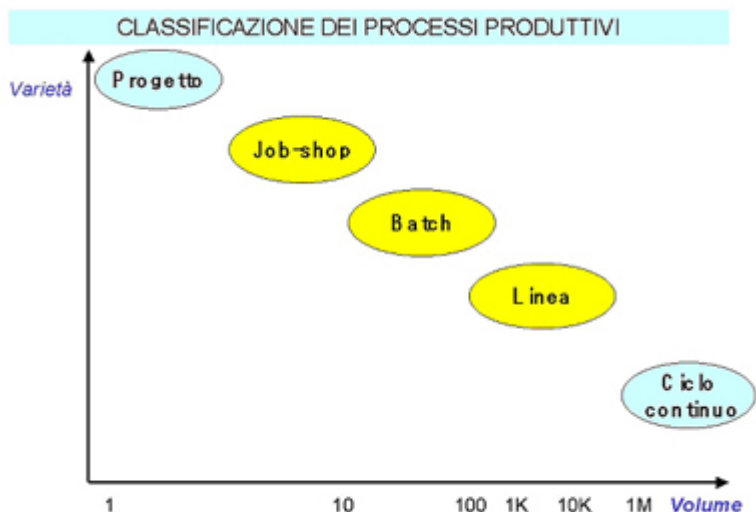 CLASSIFICAZIONE DEI PROCESSI PRODUTTIVI
Varietà
Progetto
Job-shop
Batch
Linea
Ciclo
continuo
1 10 100 1K 10K 1M Volume